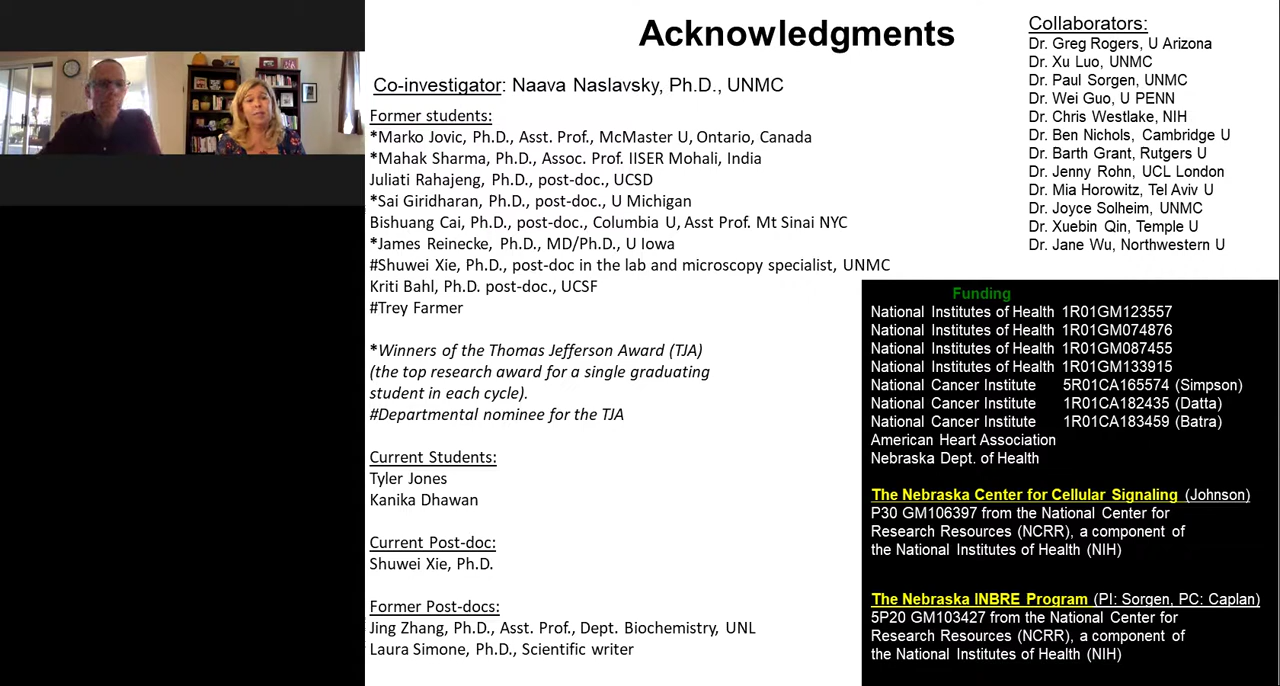 Acknowledgments
Co-investigator: Naava Naslavsky, Ph.D., UNMC
Former students:
*Marko Jovic, Ph.D., Asst. Prof., McMaster U, Ontario, Canada
*Mahak Sharma, Ph.D., Assoc. Prof. IISER Mohali, India
Juliati Rahajeng, Ph.D., post-doc., UCSD
*Sai Giridharan, Ph.D., post-doc., U Michigan
Bishuang Cai, Ph.D., post-doc., Columbia U, Asst Prof. Mt Sinai NYC
*James Reinecke, Ph.D., MD/Ph.D., U Iowa
#Shuwei Xie, Ph.D., post-doc in the lab and microscopy specialist, UNMC
Kriti Bahl, Ph.D. post-doc., UCSF
#Trey Farmer
*Winners of the Thomas Jefferson Award (TJA)
(the top research award for a single graduating
student in each cycle).
#Departmental nominee for the TJA
Current Students:
Tyler Jones
Kanika Dhawan
Current Post-doc:
Shuwei Xie, Ph.D.
Former Post-docs:
Jing Zhang, Ph.D., Asst. Prof., Dept. Biochemistry, UNL
Laura Simone, Ph.D., Scientific writer
Collaborators:
Dr. Greg Rogers, U Arizona
Dr. Xu Luo, UNMC
Dr. Paul Sorgen, UNMC
Dr. Wei Guo, U PENN
Dr. Chris Westlake, NIH
Dr. Ben Nichols, Cambridge U
Dr. Barth Grant, Rutgers U
Dr. Jenny Rohn, UCL London
Dr. Mia Horowitz, Tel Aviv U
Dr. Joyce Solheim, UNMC
Dr. Xuebin Qin, Temple U
Dr. Jane Wu, Northwestern U
Funding
National Institutes of Health 1R01GM123557
National Institutes of Health 1R01GM074876
National Institutes of Health 1R01GM087455
National Institutes of Health 1R01GM133915
National Cancer Institute 5R01CA165574 (Simpson)
National Cancer Institute 1R01CA182435 (Datta)
National Cancer Institute 1R01CA183459 (Batra)
American Heart Association
Nebraska Dept. of Health
The Nebraska Center for Cellular Signaling (Johnson)
P30 GM106397 from the National Center for
Research Resources (NCRR), a component of
the National Institutes of Health (NIH)
The Nebraska INBRE Program (PI: Sorgen, PC: Caplan)
5P20 GM103427 from the National Center for
Research Resources (NCRR), a component of
the National Institutes of Health (NIH)